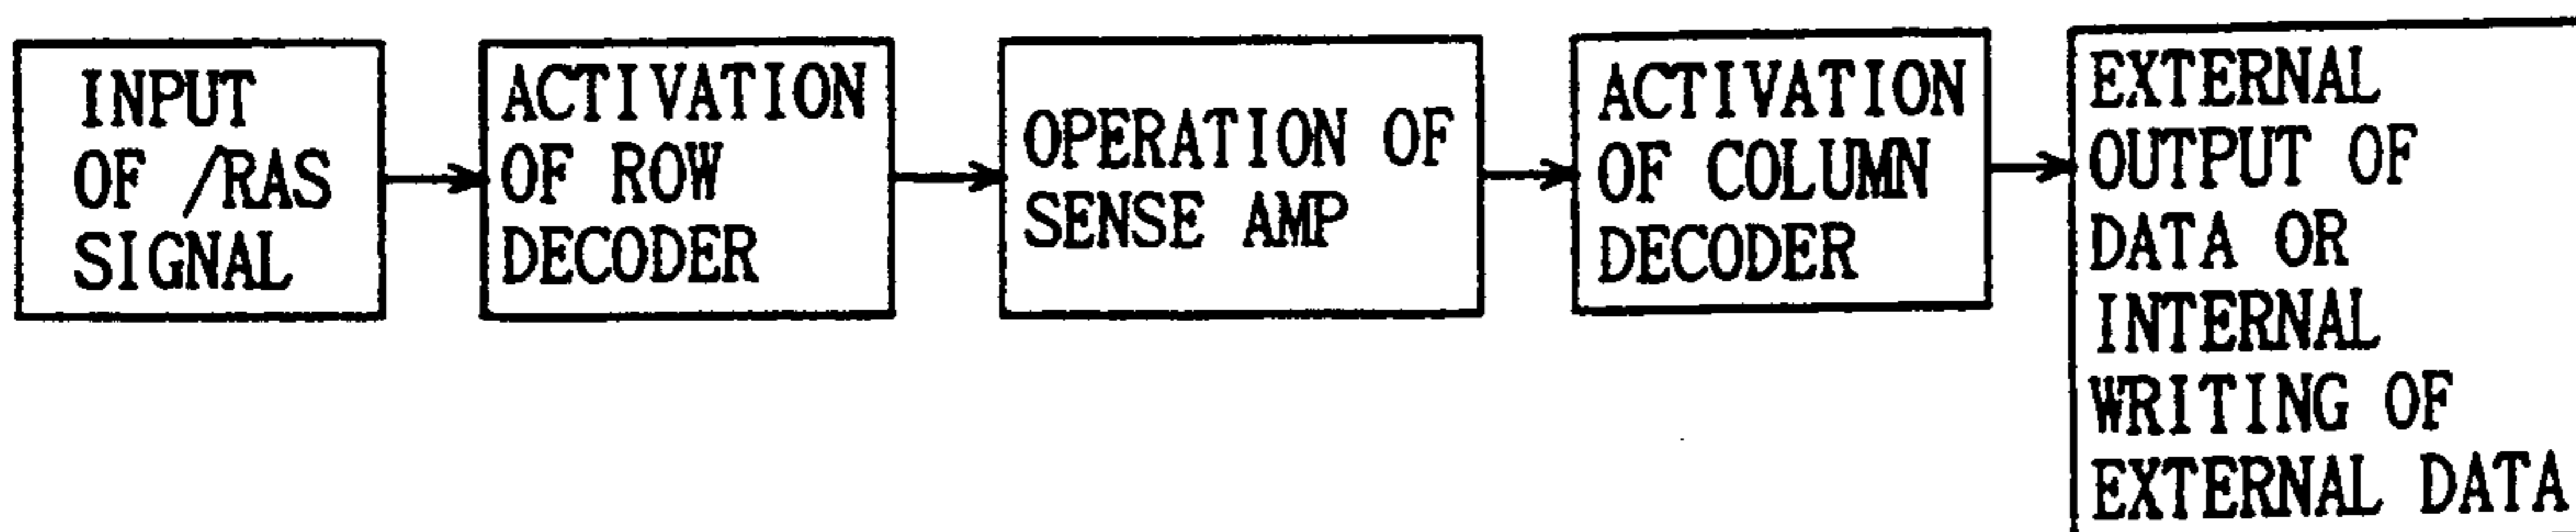 INPUT
OF /RAS
SIGNAL
ACTIVATION
OF ROW
DECODER
OPERATION OF
SENSE AMP
ACTIVATION
OF COLUMN
DECODER
EXTERNAL
OUTPUT OF
DATA OR
INTERNAL
WRITING OF
EXTERNAL DATA